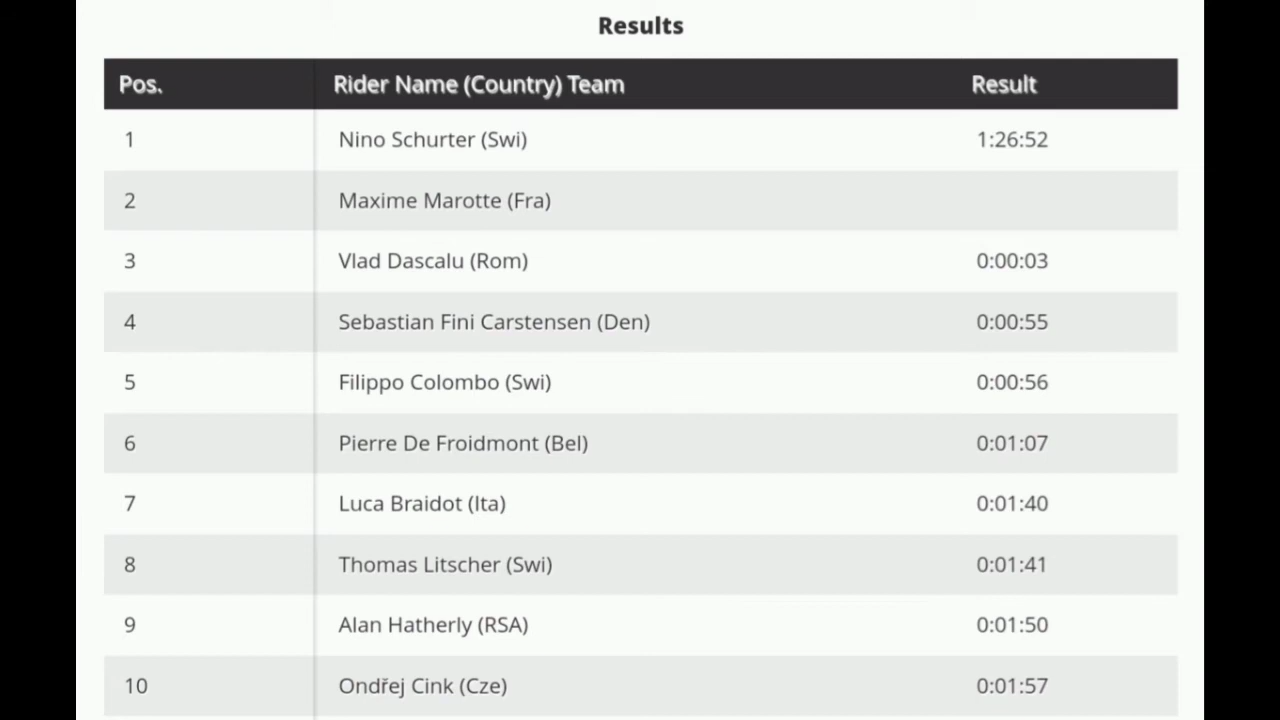 Results
Pos. Rider Name (Country) Team Result
1 Nino Schurter (Swi) 1:26:52
2 Maxime Marotte (Fra)
3 Vlad Dascalu (Rom) 0:00:03
4 Sebastian Fini Carstensen (Den) 0:00:55
5 Filippo Colombo (Swi) 0:00:56
6 Pierre De Froidmont (Bel) 0:01:07
7 Luca Braidot (Ita) 0:01:40
8 Thomas Litscher (Swi) 0:01:41
9 Alan Hatherly (RSA) 0:01:50
10 Ondřej Cink (Cze) 0:01:57